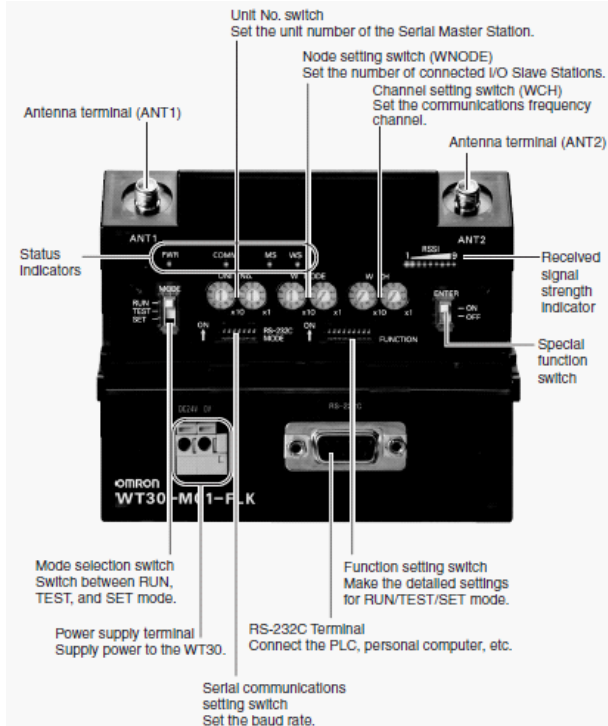 Unit No. switch
Set the unit number of the Serial Master Station.
Node setting switch (WNODE)
Set the number of connected I/O Slave Stations.
Channel setting switch (WCH)
Set the communications frequency
channel.
Antenna terminal (ANT1)
Antenna terminal (ANT2)
ANT1
ANT2
Status
Indicators
PWR COMM MS WS
RSSI
1 9
Received
signal
strength
indicator
MODE
RUN
TEST
SET
x10 x1 x10 x1 x10 x1
ENTER
ON
OFF
ON
RS-232C
MODE
ON
FUNCTION
Special
function
switch
DC24V 0V
RS-232C
OMRON
WT30-MC1-FLK
Mode selection switch
Switch between RUN,
TEST, and SET mode.
Function setting switch
Make the detailed settings
for RUN/TEST/SET mode.
Power supply terminal
Supply power to the WT30.
RS-232C Terminal
Connect the PLC, personal computer, etc.
Serial communications
setting switch
Set the baud rate.